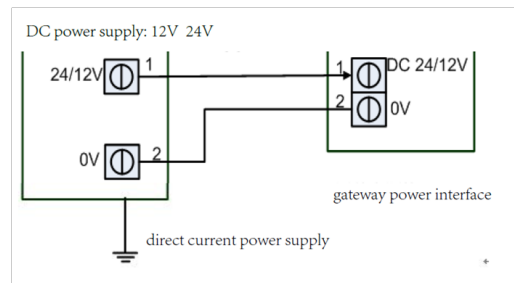 DC power supply: 12V 24V
24/12V 1
1 DC 24/12V
2 0V
0V 2
gateway power interface
direct current power supply